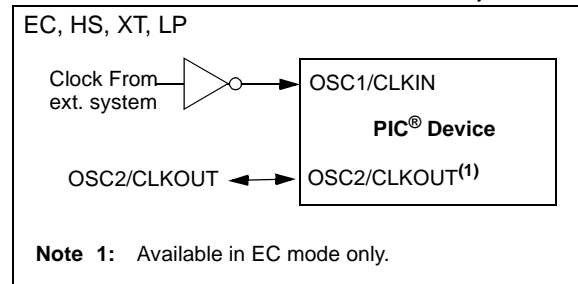 EC, HS, XT, LP
Clock From
ext. system
OSC1/CLKIN
PIC® Device
OSC2/CLKOUT
OSC2/CLKOUT(1)
Note 1: Available in EC mode only.